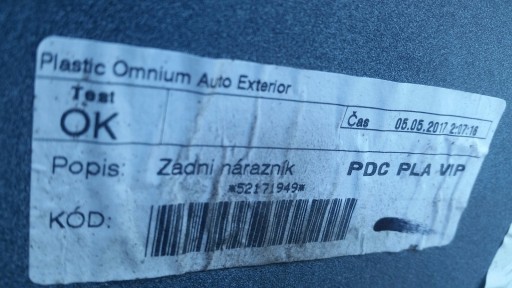 Plastic Omnium Auto Exterior
Test
OK
Čas 05.05.2017 2:07:16
Popis: Zadní nárazník PDC PLA VIP
*52171949*
KÓD: